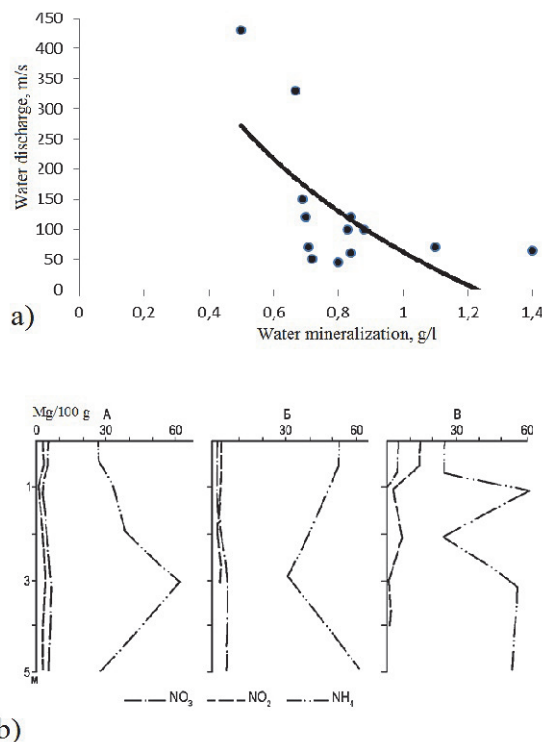 Water discharge, m/s
450
400
350
300
250
200
150
100
50
0
0 0,2 0,4 0,6 0,8 1 1,2 1,4
Water mineralization, g/l
a)
Mg/100 g А Б В
0 30 60 30 60 30 60
1
3
5
м
NO₃ NO₂ NH₄
b)